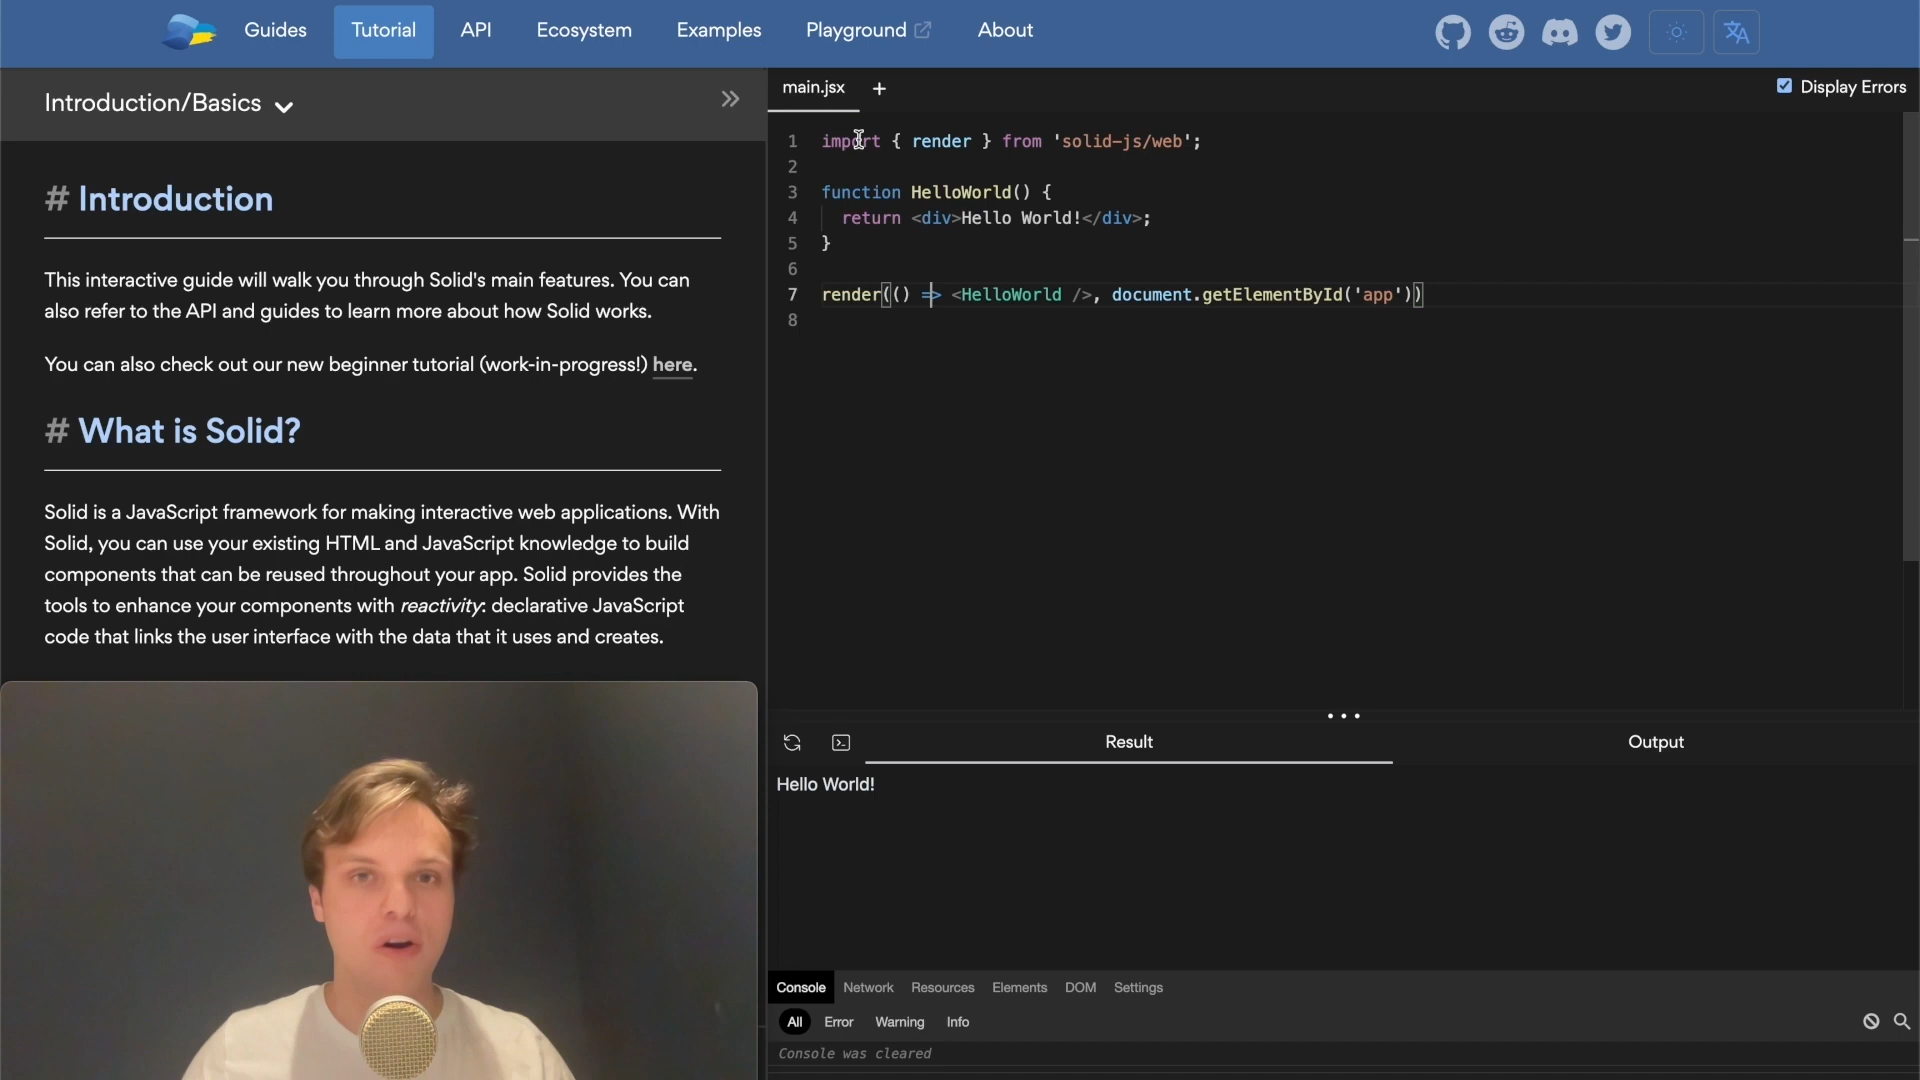 Guides Tutorial API Ecosystem Examples Playground About
Introduction/Basics
# Introduction
This interactive guide will walk you through Solid's main features. You can
also refer to the API and guides to learn more about how Solid works.
You can also check out our new beginner tutorial (work-in-progress!) here.
# What is Solid?
Solid is a JavaScript framework for making interactive web applications. With
Solid, you can use your existing HTML and JavaScript knowledge to build
components that can be reused throughout your app. Solid provides the
tools to enhance your components with reactivity: declarative JavaScript
code that links the user interface with the data that it uses and creates.
main.jsx +
Display Errors
1 import { render } from 'solid-js/web';
2
3 function HelloWorld() {
4 return <div>Hello World!</div>;
5 }
6
7 render(() => <HelloWorld />, document.getElementById('app'))
8
Result Output
Hello World!
Console Network Resources Elements DOM Settings
All Error Warning Info
Console was cleared